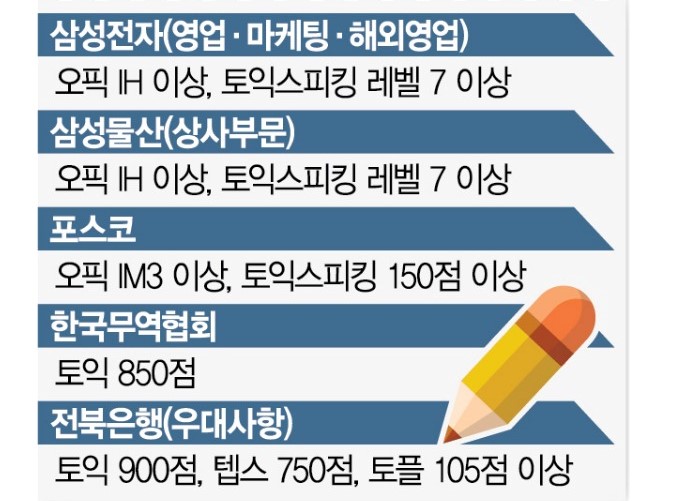 삼성전자(영업·마케팅·해외영업)
오픽 IH 이상, 토익스피킹 레벨 7 이상
삼성물산(상사부문)
오픽 IH 이상, 토익스피킹 레벨 7 이상
포스코
오픽 IM3 이상, 토익스피킹 150점 이상
한국무역협회
토익 850점
전북은행(우대사항)
토익 900점, 텝스 750점, 토플 105점 이상